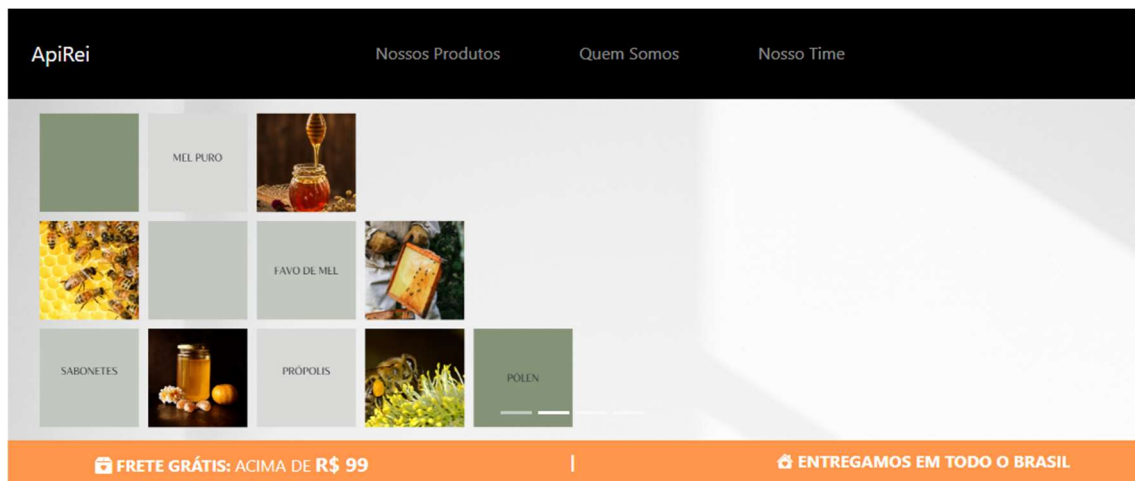 ApiRei Nossos Produtos Quem Somos Nosso Time
MEL PURO
FAVO DE MEL
SABONETES PRÓPOLIS PÓLEN
FRETE GRÁTIS: ACIMA DE R$ 99 | ENTREGAMOS EM TODO O BRASIL